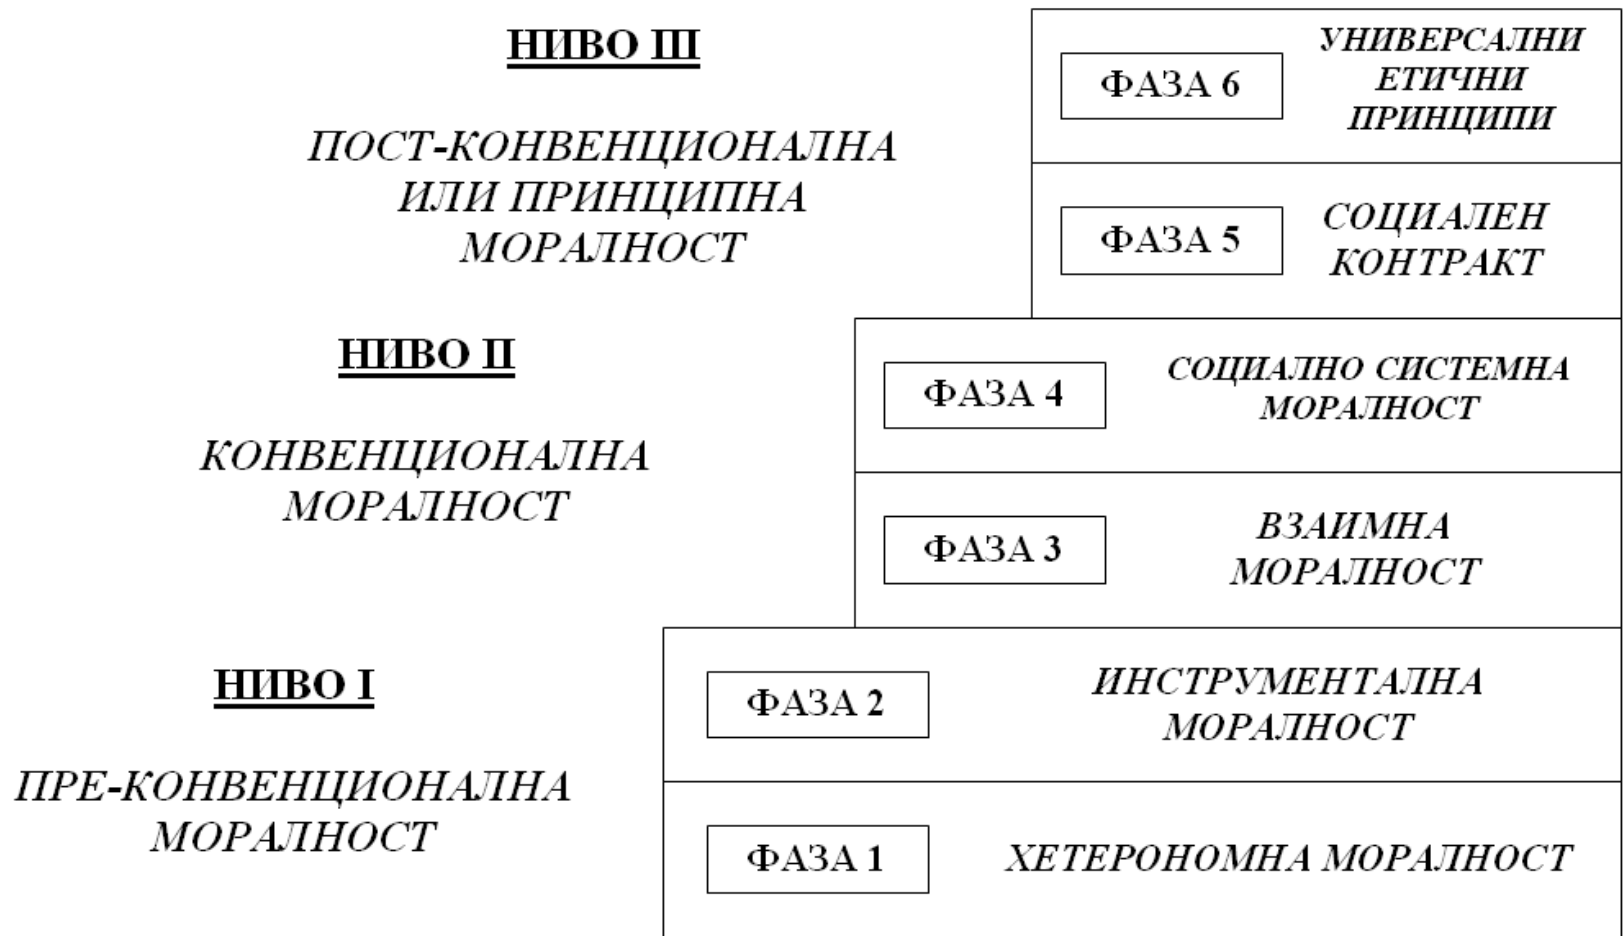 НИВО III
ПОСТ-КОНВЕНЦИОНАЛНА
ИЛИ ПРИНЦИПНА
МОРАЛНОСТ
ФАЗА 6
УНИВЕРСАЛНИ
ЕТИЧНИ
ПРИНЦИПИ
ФАЗА 5
СОЦИАЛЕН
КОНТРАКТ
НИВО II
КОНВЕНЦИОНАЛНА
МОРАЛНОСТ
ФАЗА 4
СОЦИАЛНО СИСТЕМНА
МОРАЛНОСТ
ФАЗА 3
ВЗАИМНА
МОРАЛНОСТ
НИВО I
ПРЕ-КОНВЕНЦИОНАЛНА
МОРАЛНОСТ
ФАЗА 2
ИНСТРУМЕНТАЛНА
МОРАЛНОСТ
ФАЗА 1
ХЕТЕРОНОМНА МОРАЛНОСТ